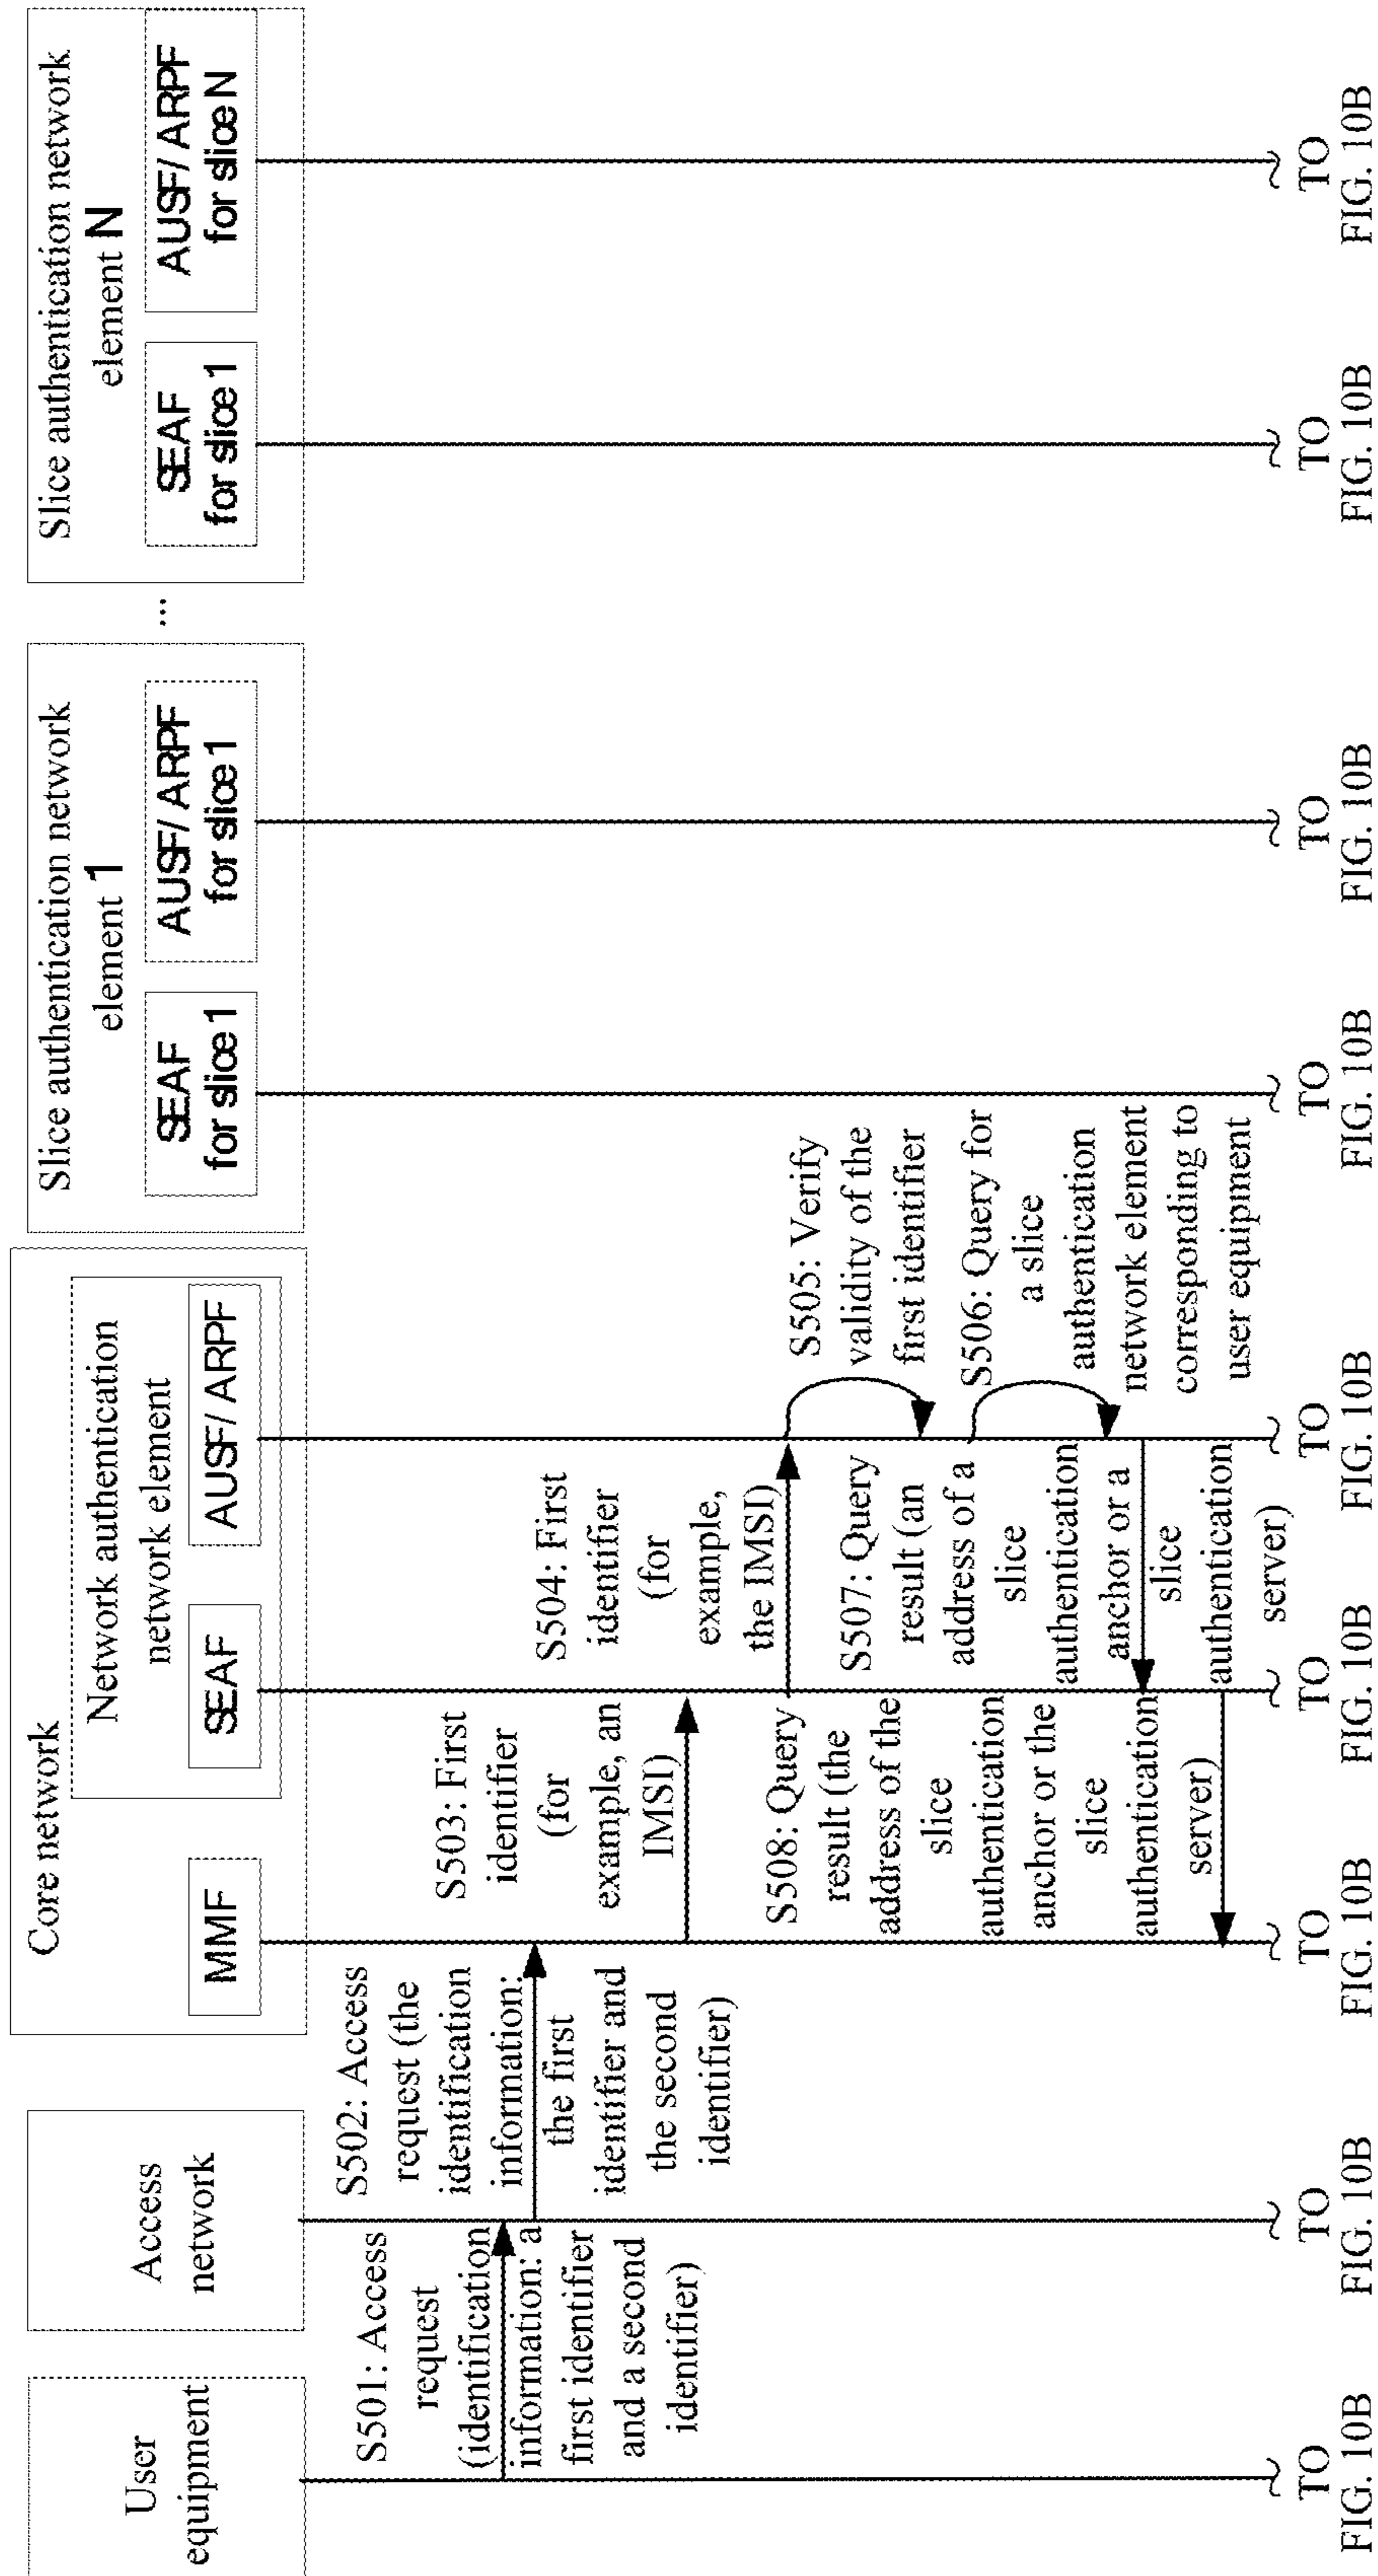 User
equipment
Access
network
Core network
MMF
Network authentication
network element
SEAF
AUSF/ARPF
Slice authentication network
element 1
SEAF
for slice 1
AUSF/ARPF
for slice 1
...
Slice authentication network
element N
SEAF
for slice 1
AUSF/ARPF
for slice N
S501: Access
request
(identification
information: a
first identifier
and a second
identifier)
S502: Access
request (the
identification
information:
the first
identifier and
the second
identifier)
S503: First
identifier
(for
example, an
IMSI)
S504: First
identifier
(for
example,
the IMSI)
S505: Verify
validity of the
first identifier
S506: Query for
a slice
authentication
network element
corresponding to
user equipment
S507: Query
result (an
address of a
slice
authentication
anchor or a
slice
authentication
server)
S508: Query
result (the
address of the
slice
authentication
anchor or the
slice
authentication
server)
TO
FIG. 10B
TO
FIG. 10B
TO
FIG. 10B
TO
FIG. 10B
TO
FIG. 10B
TO
FIG. 10B
TO
FIG. 10B
TO
FIG. 10B
TO
FIG. 10B